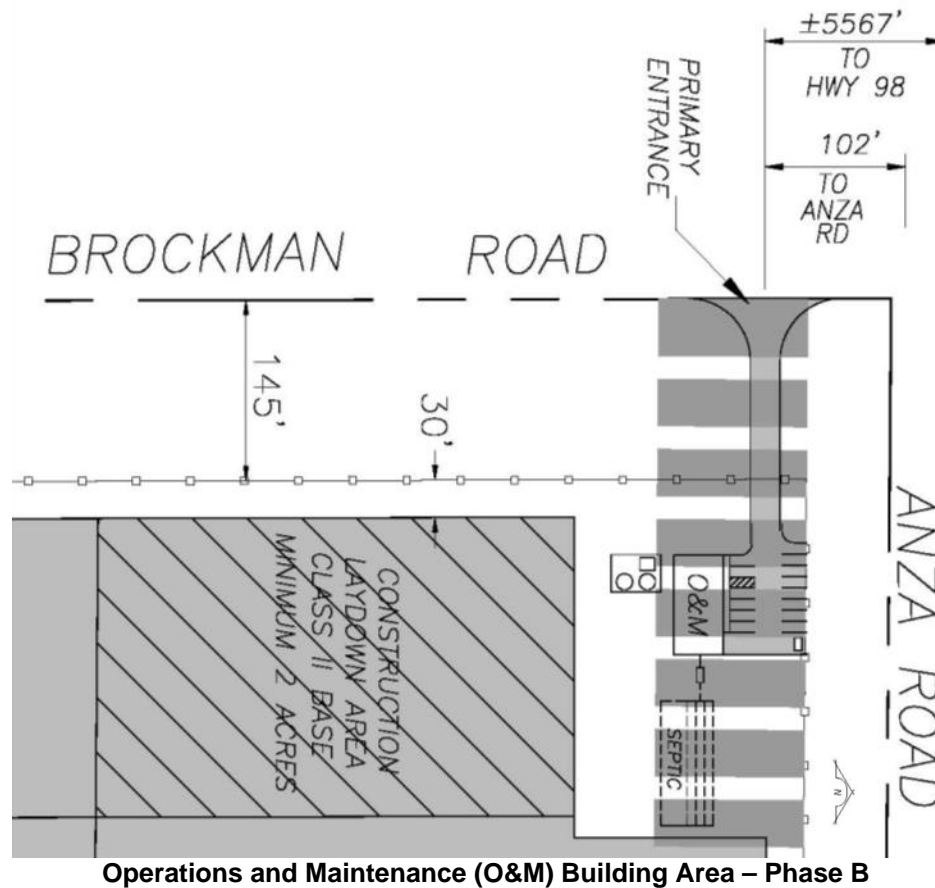 ±5567'
TO
HWY 98
102'
TO
ANZA
RD
PRIMARY
ENTRANCE
BROCKMAN ROAD
145'
30'
CONSTRUCTION
LAYDOWN AREA
CLASS II BASE
MINIMUM 2 ACRES
O&M
SEPTIC
ANZA ROAD
N
Operations and Maintenance (O&M) Building Area – Phase B